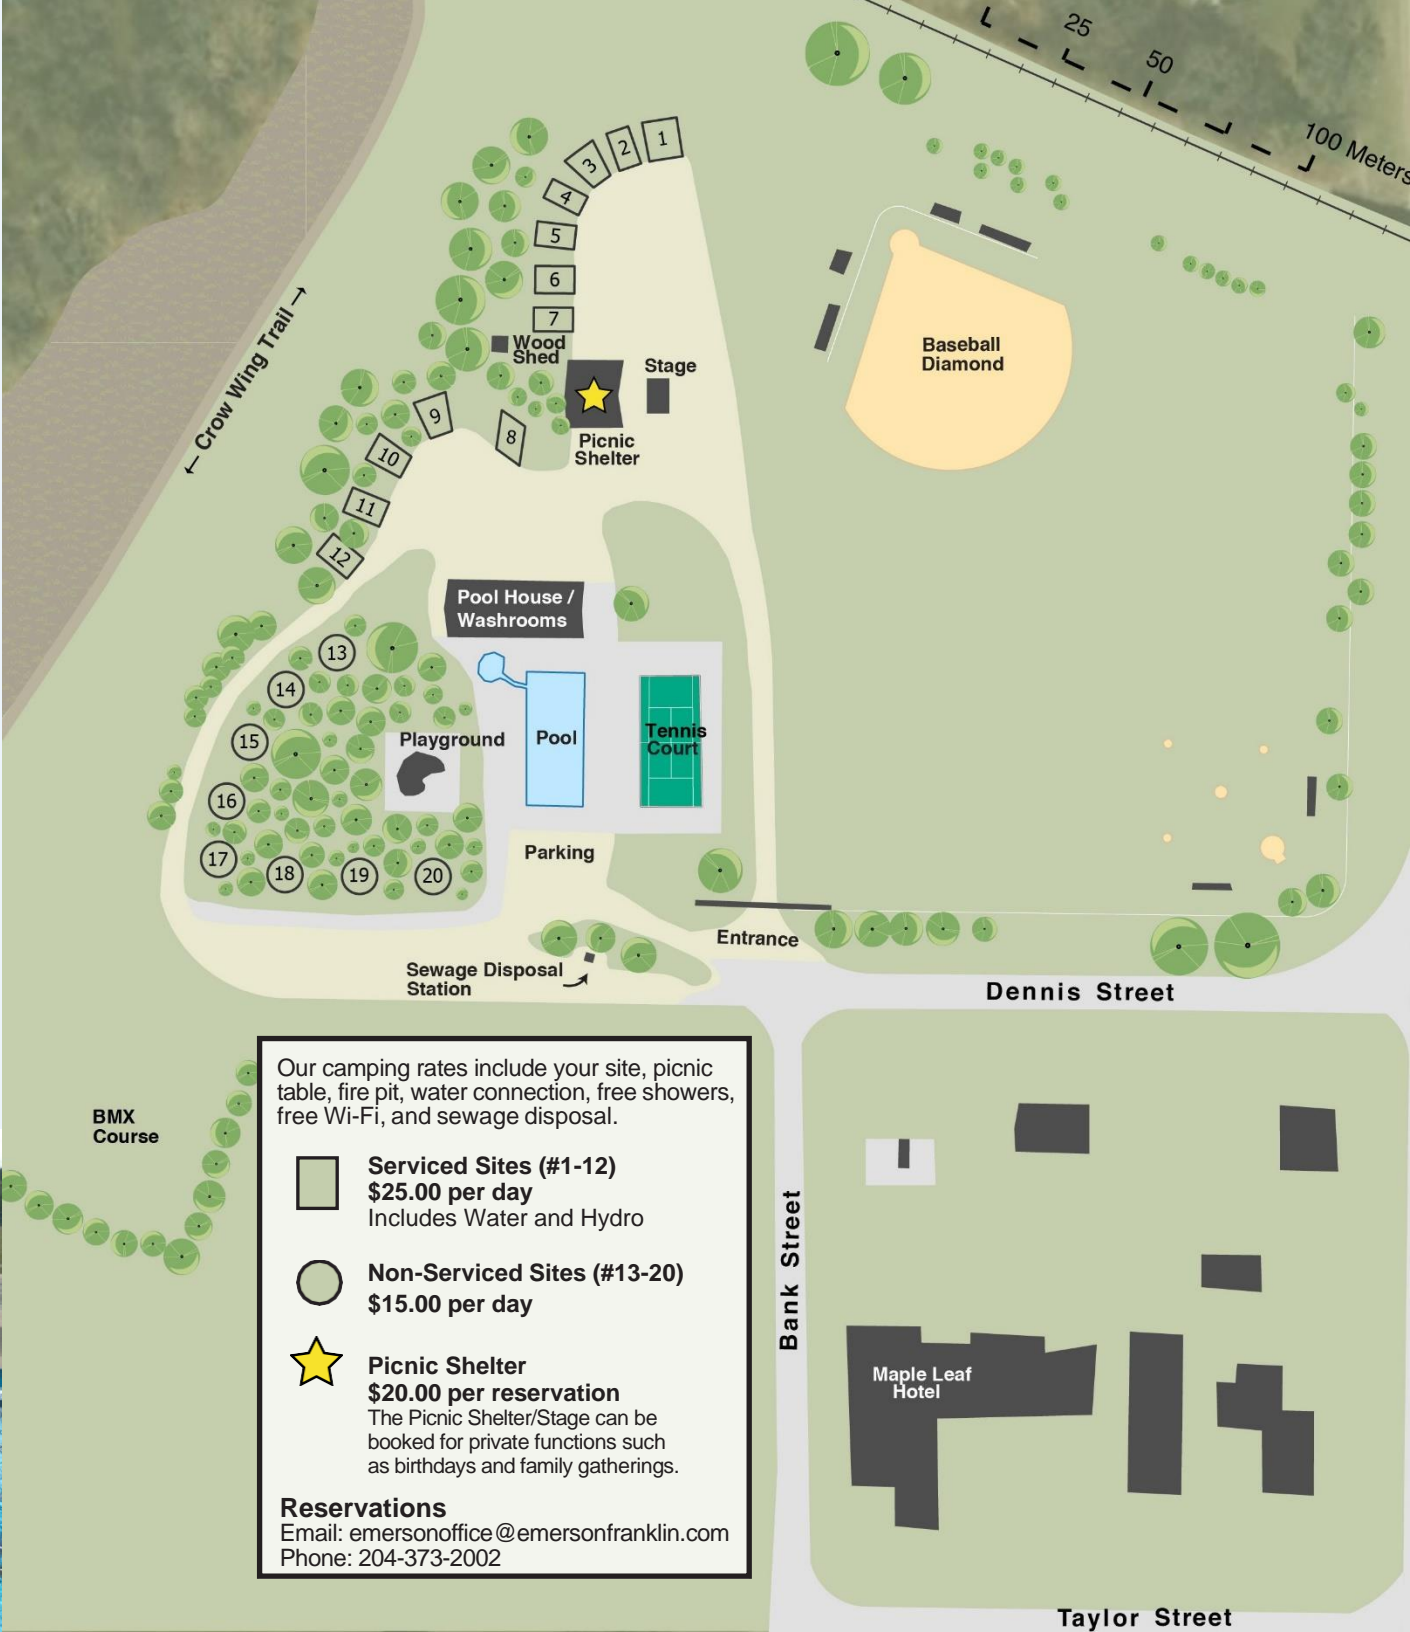 25
50
100 Meters
1
2
3
4
5
6
7
Wood
Shed
Stage
Baseball
Diamond
← Crow Wing Trail →
9
8
Picnic
Shelter
10
11
12
Pool House /
Washrooms
13
14
15
Playground
Pool
Tennis
Court
16
17
18
19
20
Parking
Entrance
Sewage Disposal
Station
Dennis Street
BMX
Course
Our camping rates include your site, picnic
table, fire pit, water connection, free showers,
free Wi-Fi, and sewage disposal.
Serviced Sites (#1-12)
$25.00 per day
Includes Water and Hydro
Non-Serviced Sites (#13-20)
$15.00 per day
Picnic Shelter
$20.00 per reservation
The Picnic Shelter/Stage can be
booked for private functions such
as birthdays and family gatherings.
Reservations
Email: emersonoffice@emersonfranklin.com
Phone: 204-373-2002
Bank Street
Maple Leaf
Hotel
Taylor Street